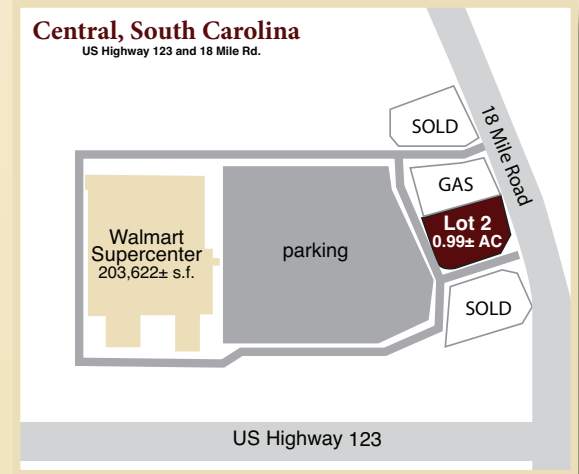 Central, South Carolina
US Highway 123 and 18 Mile Rd.
SOLD
18 Mile Road
GAS
Lot 2
0.99± AC
Walmart
Supercenter
203,622± s.f.
parking
SOLD
US Highway 123